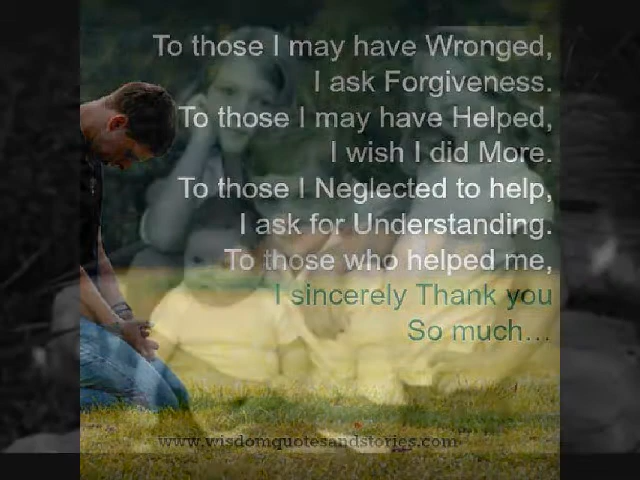 To those I may have Wronged,
I ask Forgiveness.
To those I may have Helped,
I wish I did More.
To those I Neglected to help,
I ask for Understanding.
To those who helped me,
I sincerely Thank you
So much...
www.wisdomquotesandstories.com